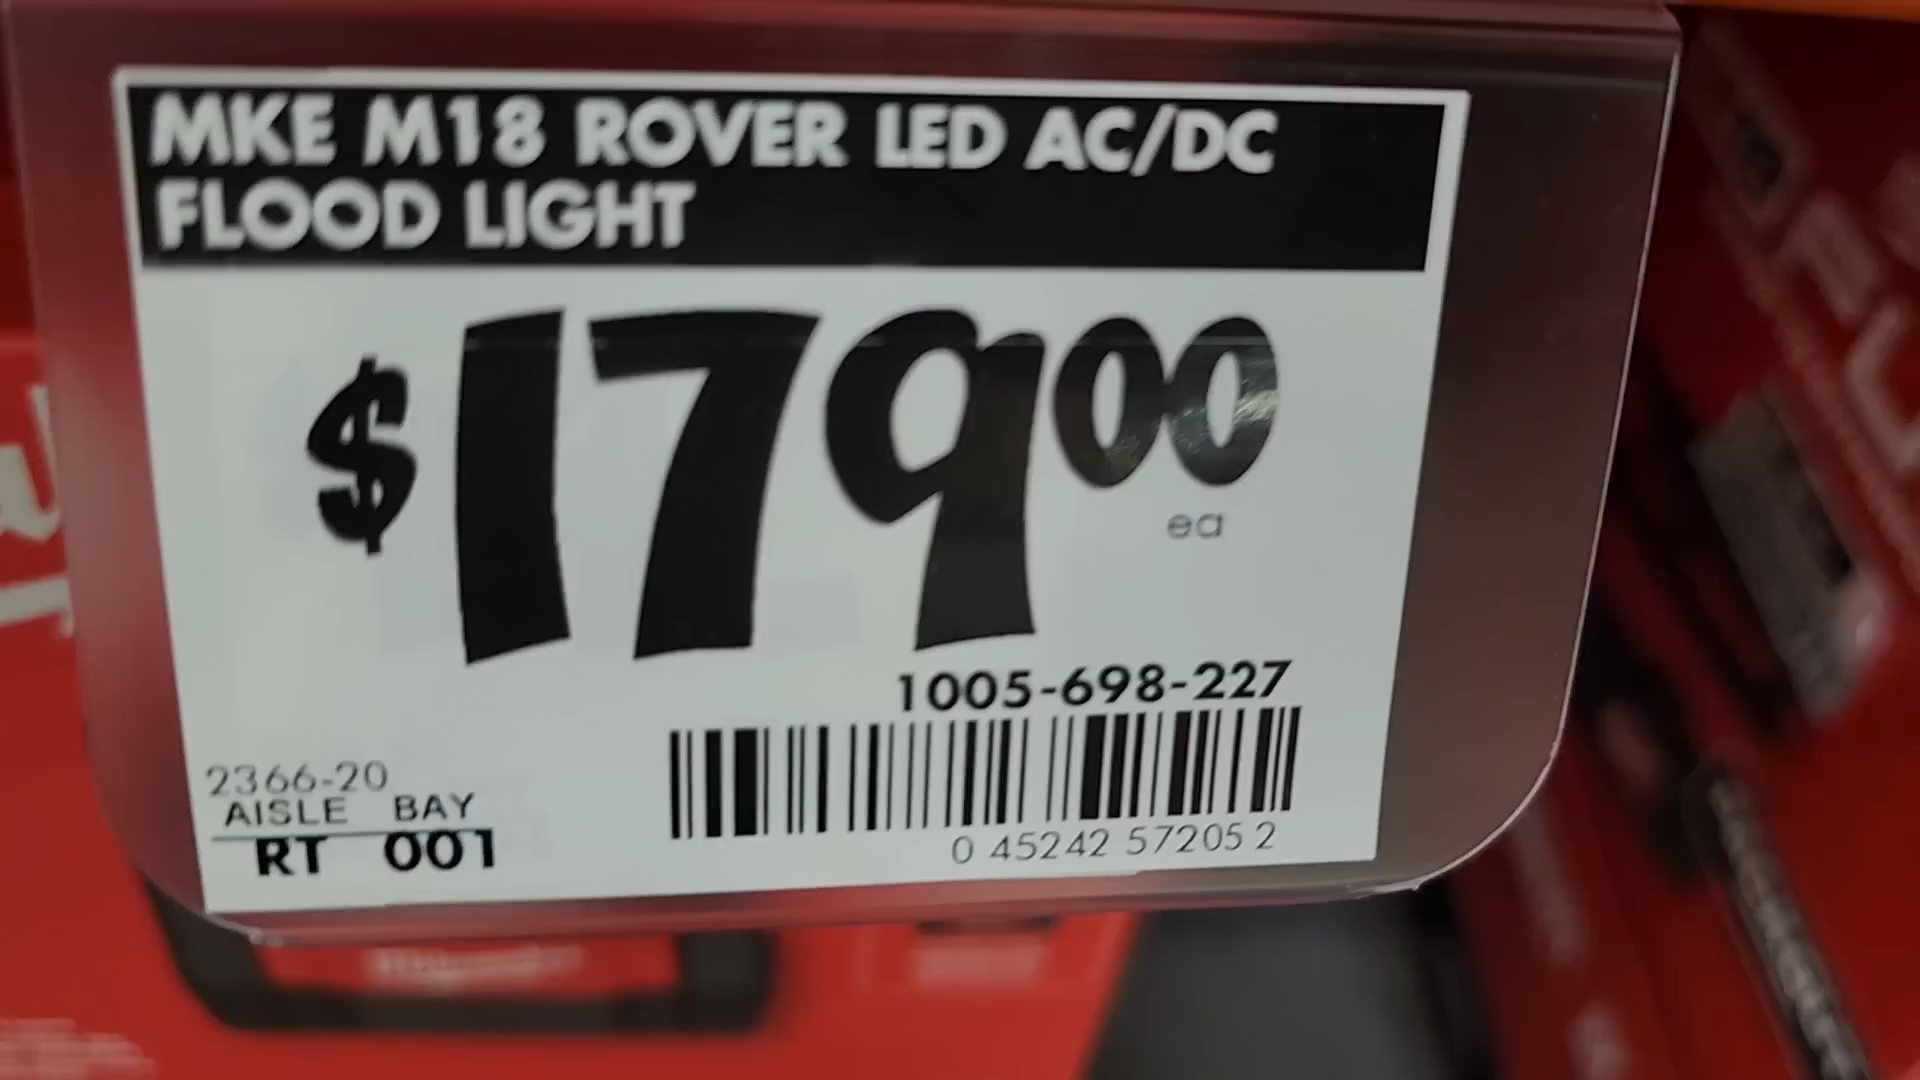 MKE M18 ROVER LED AC/DC
FLOOD LIGHT
$179 00
ea
1005-698-227
2366-20
AISLE BAY
RT 001
0 45242 57205 2